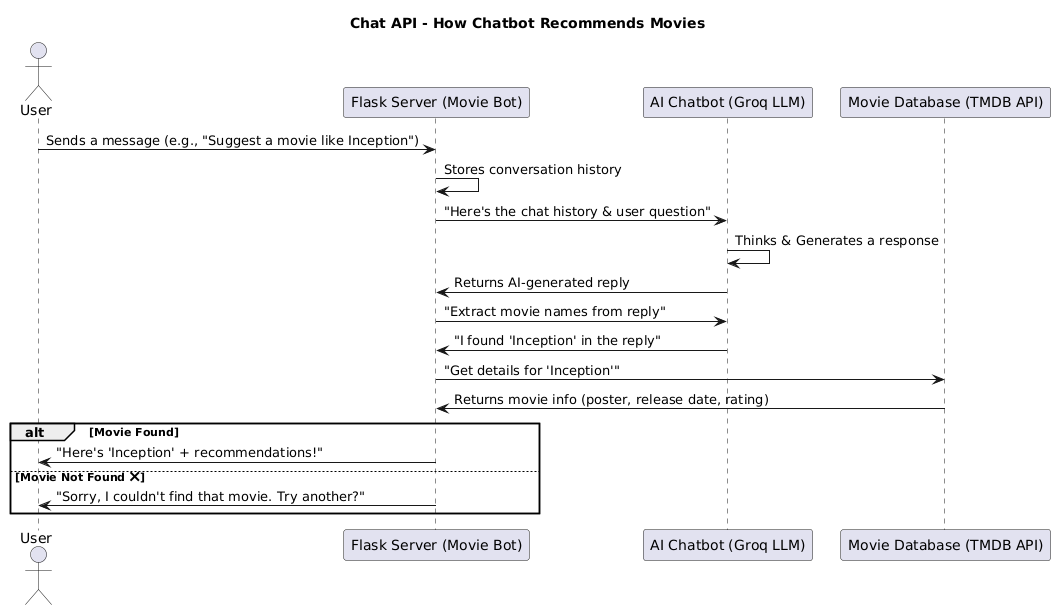 Chat API - How Chatbot Recommends Movies
User
Flask Server (Movie Bot)
AI Chatbot (Groq LLM)
Movie Database (TMDB API)
Sends a message (e.g., "Suggest a movie like Inception")
Stores conversation history
"Here's the chat history & user question"
Thinks & Generates a response
Returns AI-generated reply
"Extract movie names from reply"
"I found 'Inception' in the reply"
"Get details for 'Inception'"
Returns movie info (poster, release date, rating)
alt [Movie Found]
"Here's 'Inception' + recommendations!"
[Movie Not Found ❌]
"Sorry, I couldn't find that movie. Try another?"
User
Flask Server (Movie Bot)
AI Chatbot (Groq LLM)
Movie Database (TMDB API)